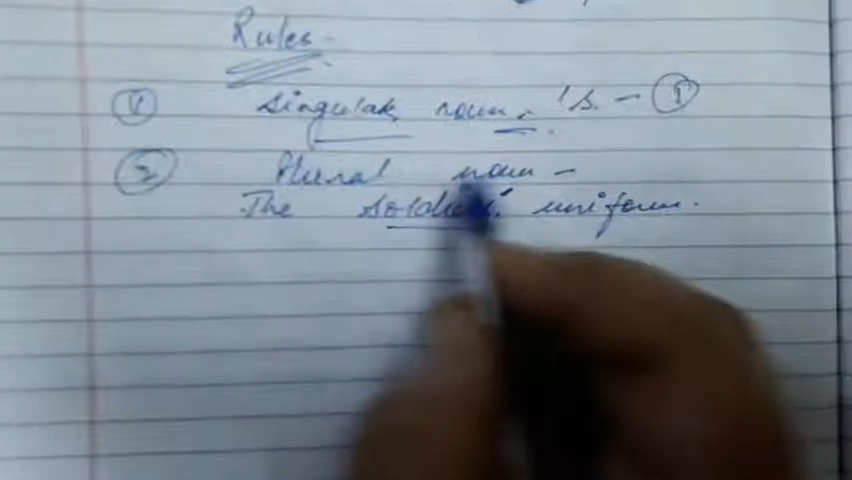 Rules -
① singular noun - 's. - ①
② Plural noun -
The soldiers' uniform.